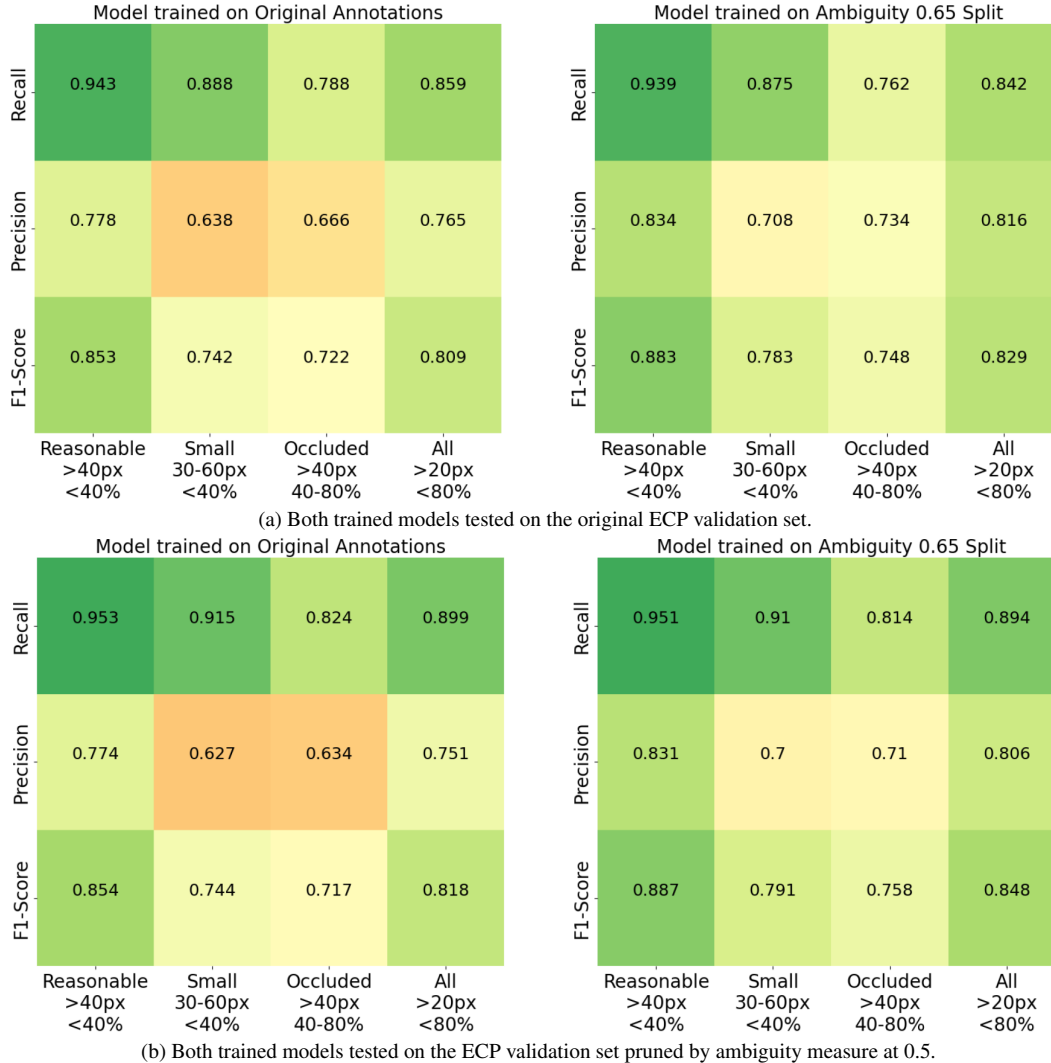 Model trained on Original Annotations
Recall 0.943 0.888 0.788 0.859
Precision 0.778 0.638 0.666 0.765
F1-Score 0.853 0.742 0.722 0.809
Reasonable Small Occluded All
>40px 30-60px >40px >20px
<40% <40% 40-80% <80%
Model trained on Ambiguity 0.65 Split
Recall 0.939 0.875 0.762 0.842
Precision 0.834 0.708 0.734 0.816
F1-Score 0.883 0.783 0.748 0.829
Reasonable Small Occluded All
>40px 30-60px >40px >20px
<40% <40% 40-80% <80%
(a) Both trained models tested on the original ECP validation set.
Model trained on Original Annotations
Recall 0.953 0.915 0.824 0.899
Precision 0.774 0.627 0.634 0.751
F1-Score 0.854 0.744 0.717 0.818
Reasonable Small Occluded All
>40px 30-60px >40px >20px
<40% <40% 40-80% <80%
Model trained on Ambiguity 0.65 Split
Recall 0.951 0.91 0.814 0.894
Precision 0.831 0.7 0.71 0.806
F1-Score 0.887 0.791 0.758 0.848
Reasonable Small Occluded All
>40px 30-60px >40px >20px
<40% <40% 40-80% <80%
(b) Both trained models tested on the ECP validation set pruned by ambiguity measure at 0.5.